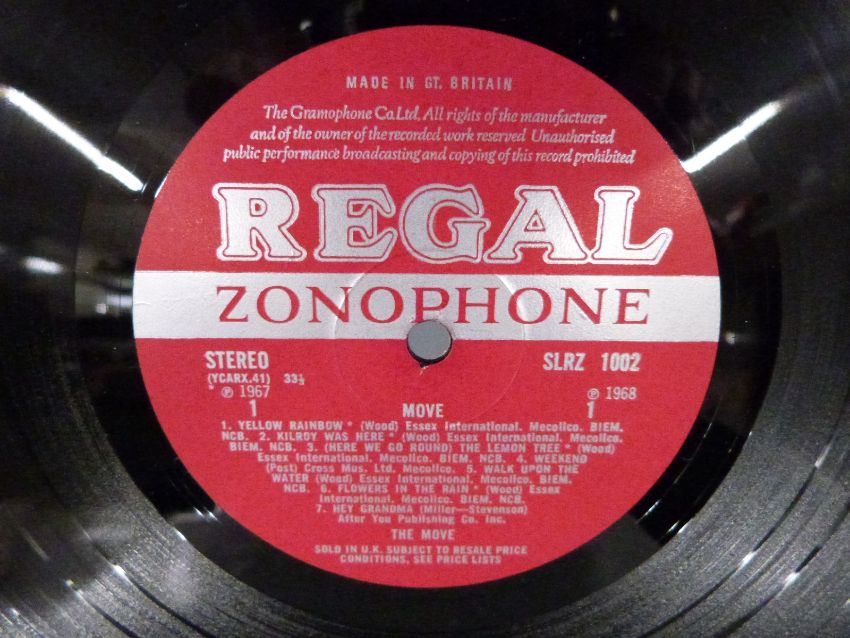 MADE IN GT. BRITAIN
The Gramophone Co.Ltd. All rights of the manufacturer
and of the owner of the recorded work reserved Unauthorised
public performance broadcasting and copying of this record prohibited
REGAL
ZONOPHONE
STEREO SLRZ 1002
(YCARX.41) 33⅓
* ℗ 1967 ℗ 1968
1 MOVE 1
1. YELLOW RAINBOW * (Wood) Essex International. Mecolico. BIEM.
NCB. 2. KILROY WAS HERE * (Wood) Essex International. Mecolico.
BIEM. NCB. 3. (HERE WE GO ROUND) THE LEMON TREE * (Wood)
Essex International. Mecolico. BIEM. NCB. 4. WEEKEND
(Post) Cross Mus. Ltd. Mecolico. 5. WALK UPON THE
WATER (Wood) Essex International. Mecolico. BIEM.
NCB. 6. FLOWERS IN THE RAIN * (Wood) Essex
International. Mecolico. BIEM. NCB.
7. HEY GRANDMA (Miller—Stevenson)
After You Publishing Co. Inc.
THE MOVE
SOLD IN U.K. SUBJECT TO RESALE PRICE
CONDITIONS, SEE PRICE LISTS